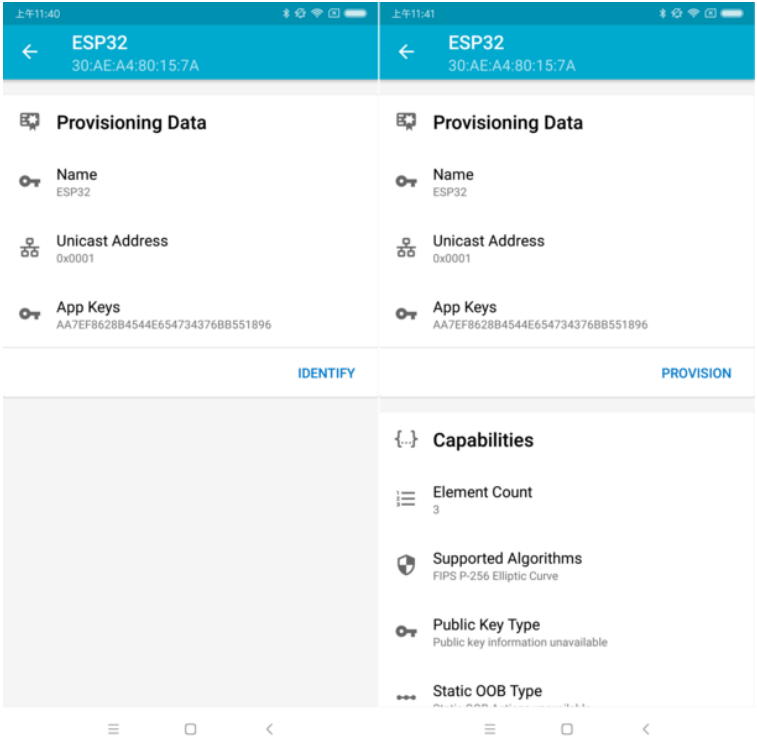 上午11:40
ESP32
30:AE:A4:80:15:7A
Provisioning Data
Name
ESP32
Unicast Address
0x0001
App Keys
AA7EF8628B4544E654734376BB551896
IDENTIFY
上午11:41
ESP32
30:AE:A4:80:15:7A
Provisioning Data
Name
ESP32
Unicast Address
0x0001
App Keys
AA7EF8628B4544E654734376BB551896
PROVISION
{...} Capabilities
Element Count
3
Supported Algorithms
FIPS P-256 Elliptic Curve
Public Key Type
Public key information unavailable
Static OOB Type